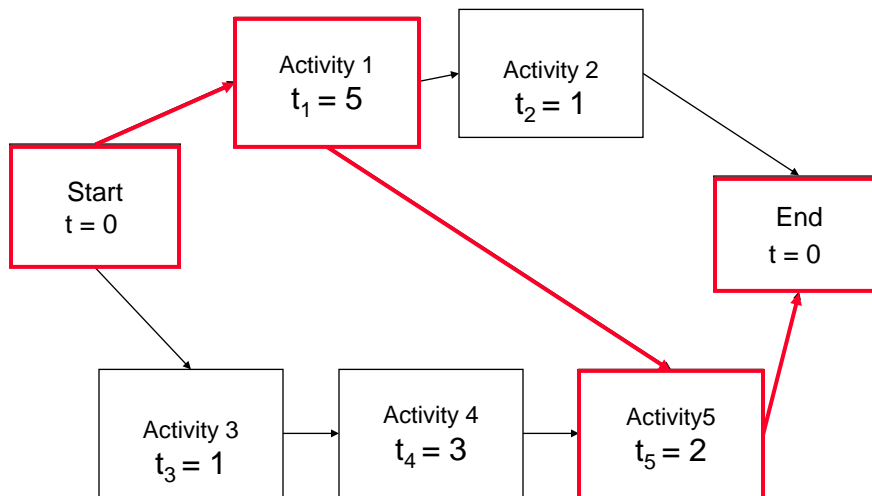 Activity 1
t₁ = 5
Activity 2
t₂ = 1
Start
t = 0
End
t = 0
Activity 3
t₃ = 1
Activity 4
t₄ = 3
Activity5
t₅ = 2